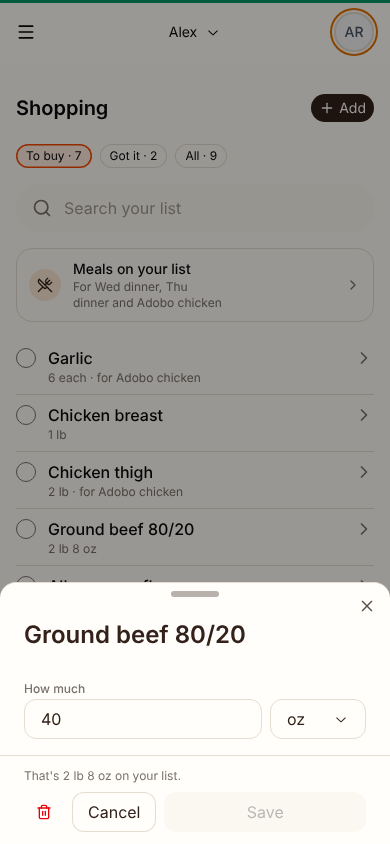 Alex
AR
Shopping
+ Add
To buy · 7
Got it · 2
All · 9
Search your list
Meals on your list
For Wed dinner, Thu
dinner and Adobo chicken
Garlic
6 each · for Adobo chicken
Chicken breast
1 lb
Chicken thigh
2 lb · for Adobo chicken
Ground beef 80/20
2 lb 8 oz
Ground beef 80/20
How much
40
oz
That's 2 lb 8 oz on your list.
Cancel
Save